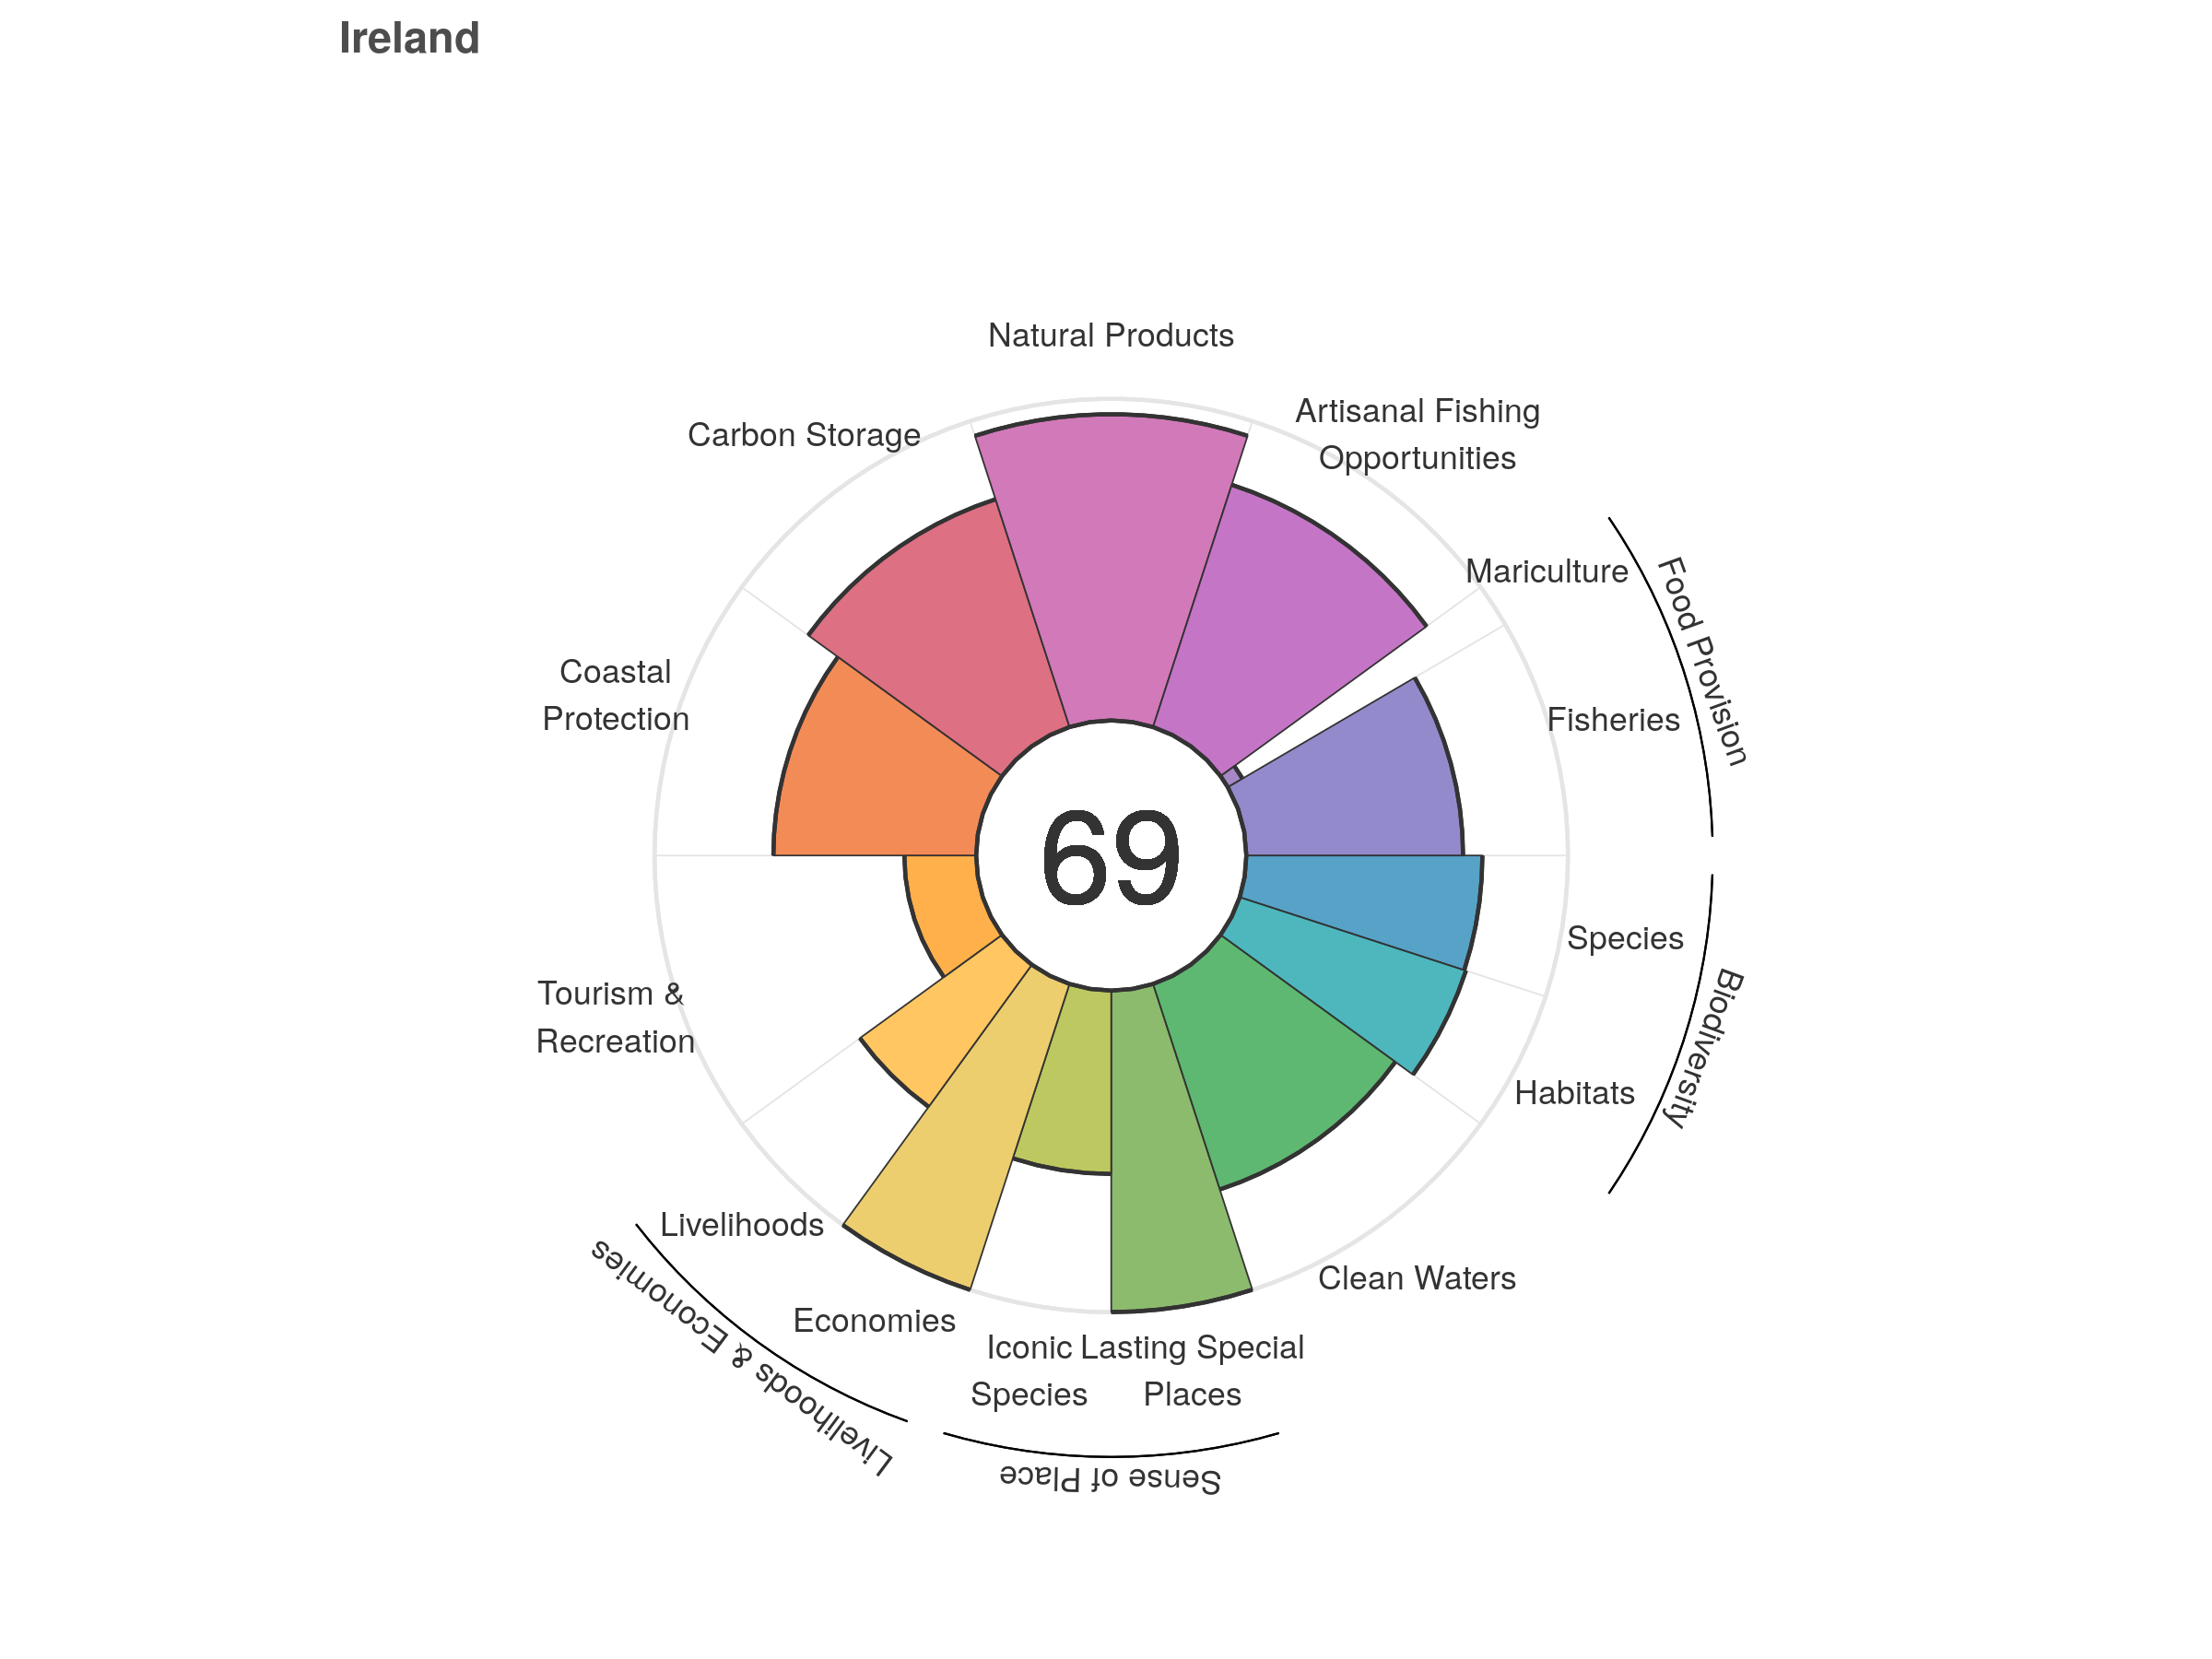 Ireland
Natural Products
Artisanal Fishing
Opportunities
Carbon Storage
Mariculture
Food Provision
Fisheries
Coastal
Protection
69
Species
Biodiversity
Habitats
Tourism &
Recreation
Livelihoods
Clean Waters
Economies
Livelihoods & Economies
Iconic
Species
Lasting Special
Places
Sense of Place